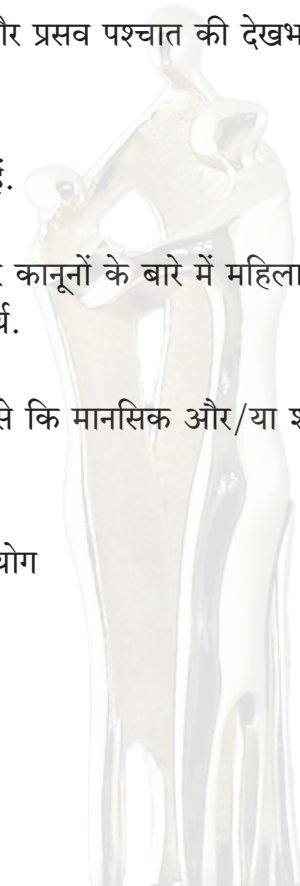 और प्रसव पश्चात की देखभ
हैं.
कानूनों के बारे में महिला
र्य.
से कि मानसिक और/या श
योग